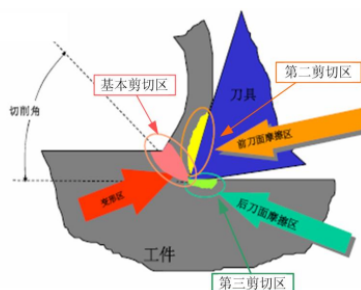 基本剪切区
第二剪切区
刀具
切削角
前刀面摩擦区
变形区
后刀面摩擦区
工件
第三剪切区